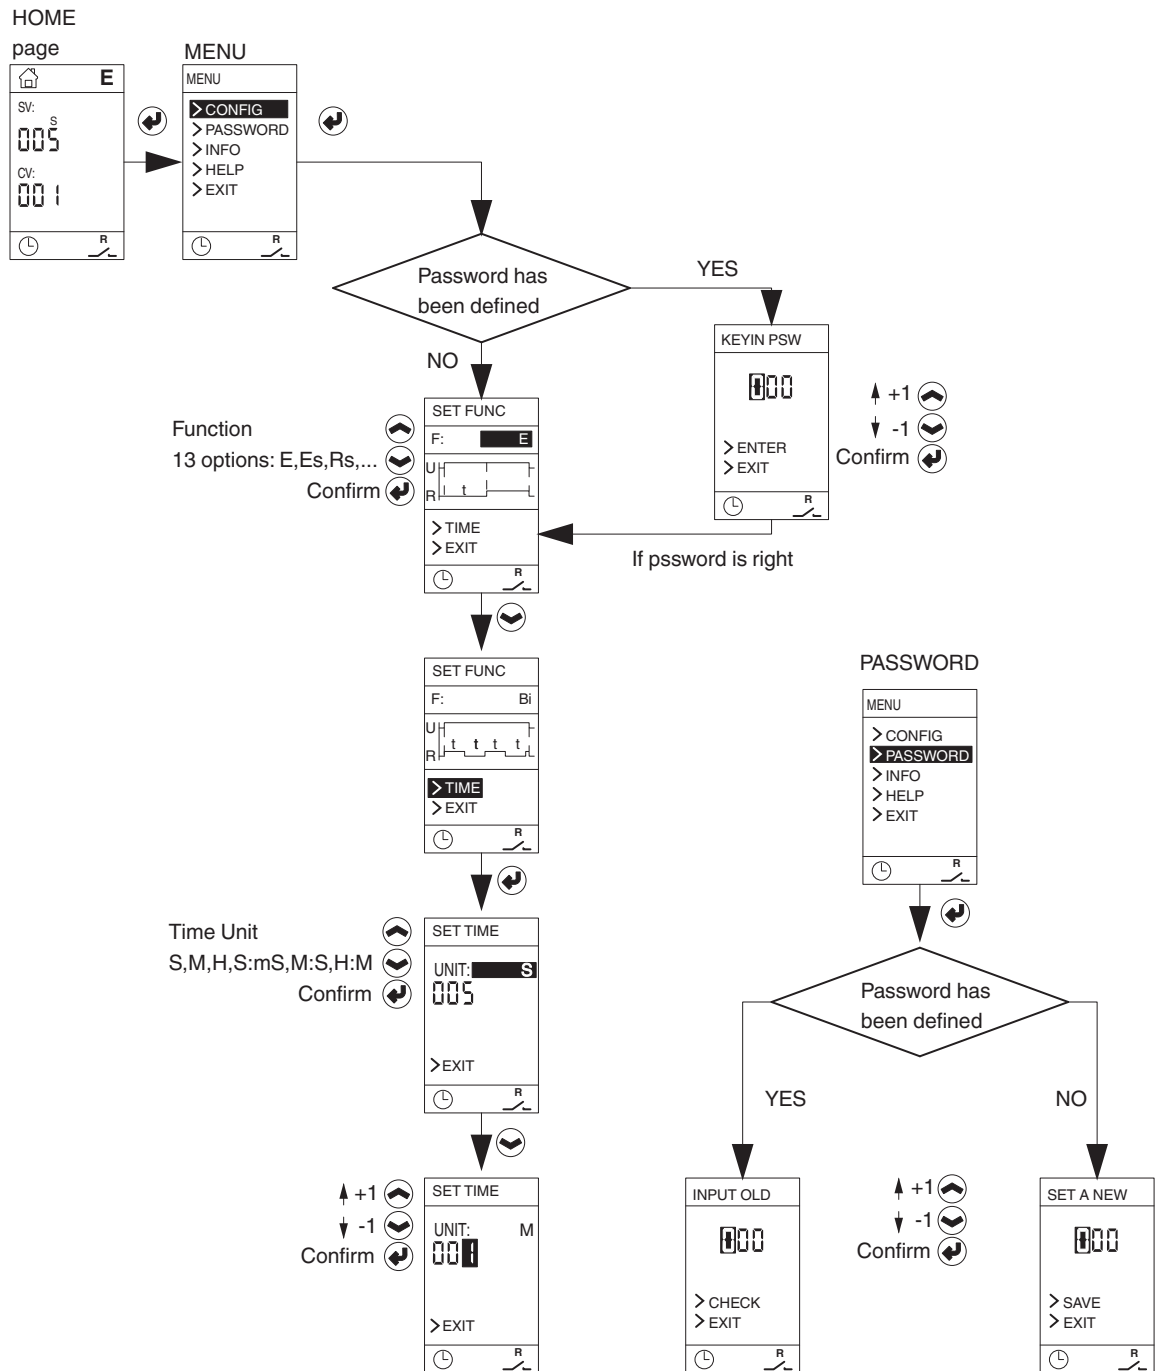 HOME
page
E
SV:
S
005
CV:
001
R
MENU
MENU
>CONFIG
>PASSWORD
>INFO
>HELP
>EXIT
R
Password has
been defined
YES
NO
KEYIN PSW
100
>ENTER
>EXIT
R
+1
-1
Confirm
If pssword is right
Function
13 options: E,Es,Rs,...
Confirm
SET FUNC
F: E
U
R t
>TIME
>EXIT
R
SET FUNC
F: Bi
U
R t t t t
>TIME
>EXIT
R
Time Unit
S,M,H,S:mS,M:S,H:M
Confirm
SET TIME
UNIT: S
005
>EXIT
R
+1
-1
Confirm
SET TIME
UNIT: M
001
>EXIT
R
PASSWORD
MENU
>CONFIG
>PASSWORD
>INFO
>HELP
>EXIT
R
Password has
been defined
YES
NO
INPUT OLD
100
>CHECK
>EXIT
R
+1
-1
Confirm
SET A NEW
100
>SAVE
>EXIT
R